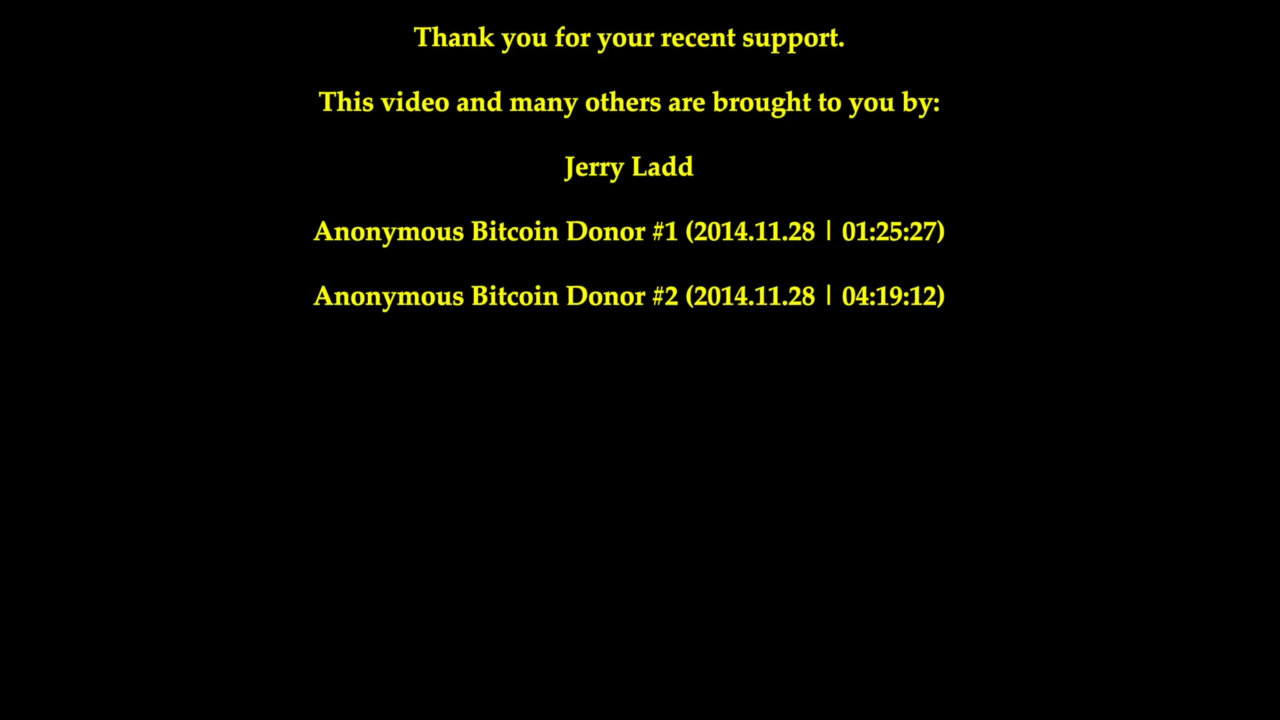 Thank you for your recent support.
This video and many others are brought to you by:
Jerry Ladd
Anonymous Bitcoin Donor #1 (2014.11.28 | 01:25:27)
Anonymous Bitcoin Donor #2 (2014.11.28 | 04:19:12)